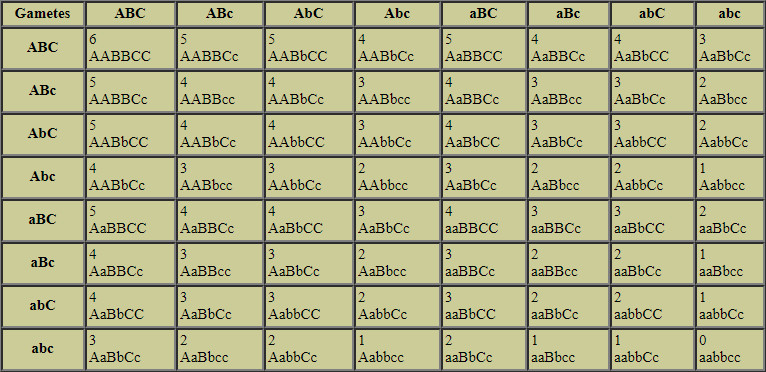 Gametes ABC ABc AbC Abc aBC aBc abC abc
ABC 6 5 5 4 5 4 4 3
AABBCC AABBCc AABbCC AABbCc AaBBCC AaBBCc AaBbCC AaBbCc
ABc 5 4 4 3 4 3 3 2
AABBCc AABBcc AABbCc AABbcc AaBBCc AaBBcc AaBbCc AaBbcc
AbC 5 4 4 3 4 3 3 2
AABbCC AABbCc AAbbCC AAbbCc AaBbCC AaBbCc AabbCC AabbCc
Abc 4 3 3 2 3 2 2 1
AABbCc AABbcc AAbbCc AAbbcc AaBbCc AaBbcc AabbCc Aabbcc
aBC 5 4 4 3 4 3 3 2
AaBBCC AaBBCc AaBbCC AaBbCc aaBBCC aaBBCc aaBbCC aaBbCc
aBc 4 3 3 2 3 2 2 1
AaBBCc AaBBcc AaBbCc AaBbcc aaBBCc aaBBcc aaBbCc aaBbcc
abC 4 3 3 2 3 2 2 1
AaBbCC AaBbCc AabbCC AabbCc aaBbCC aaBbCc aabbCC aabbCc
abc 3 2 2 1 2 1 1 0
AaBbCc AaBbcc AabbCc Aabbcc aaBbCc aaBbcc aabbCc aabbcc